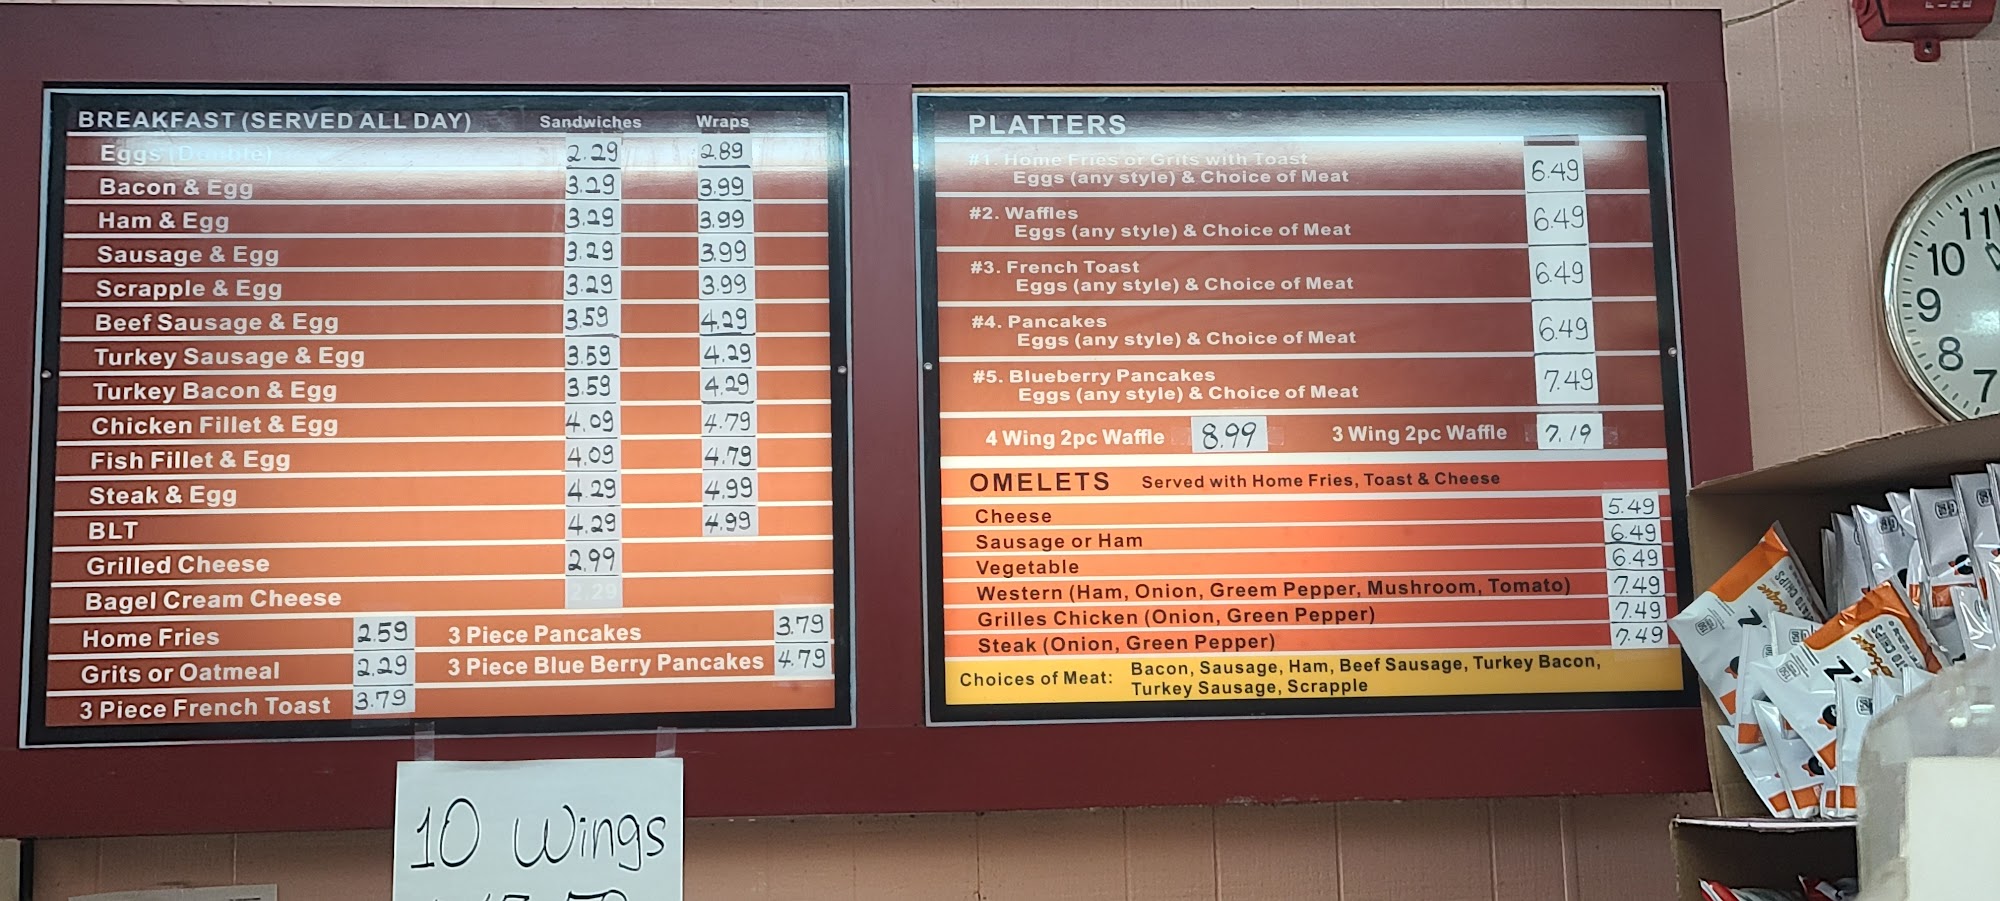 BREAKFAST (SERVED ALL DAY) Sandwiches Wraps
Eggs (Double) 2.29 2.89
Bacon & Egg 3.29 3.99
Ham & Egg 3.29 3.99
Sausage & Egg 3.29 3.99
Scrapple & Egg 3.29 3.99
Beef Sausage & Egg 3.59 4.29
Turkey Sausage & Egg 3.59 4.29
Turkey Bacon & Egg 3.59 4.29
Chicken Fillet & Egg 4.09 4.79
Fish Fillet & Egg 4.09 4.79
Steak & Egg 4.29 4.99
BLT 4.29 4.99
Grilled Cheese 2.99
Bagel Cream Cheese 2.29
Home Fries 2.59 3 Piece Pancakes 3.79
Grits or Oatmeal 2.29 3 Piece Blue Berry Pancakes 4.79
3 Piece French Toast 3.79
PLATTERS
#1. Home Fries or Grits with Toast
Eggs (any style) & Choice of Meat 6.49
#2. Waffles
Eggs (any style) & Choice of Meat 6.49
#3. French Toast
Eggs (any style) & Choice of Meat 6.49
#4. Pancakes
Eggs (any style) & Choice of Meat 6.49
#5. Blueberry Pancakes
Eggs (any style) & Choice of Meat 7.49
4 Wing 2pc Waffle 8.99 3 Wing 2pc Waffle 7.19
OMELETS Served with Home Fries, Toast & Cheese
Cheese 5.49
Sausage or Ham 6.49
Vegetable 6.49
Western (Ham, Onion, Greem Pepper, Mushroom, Tomato) 7.49
Grilles Chicken (Onion, Green Pepper) 7.49
Steak (Onion, Green Pepper) 7.49
Choices of Meat: Bacon, Sausage, Ham, Beef Sausage, Turkey Bacon,
Turkey Sausage, Scrapple
10 Wings
11
10
9
8
7
FIRE